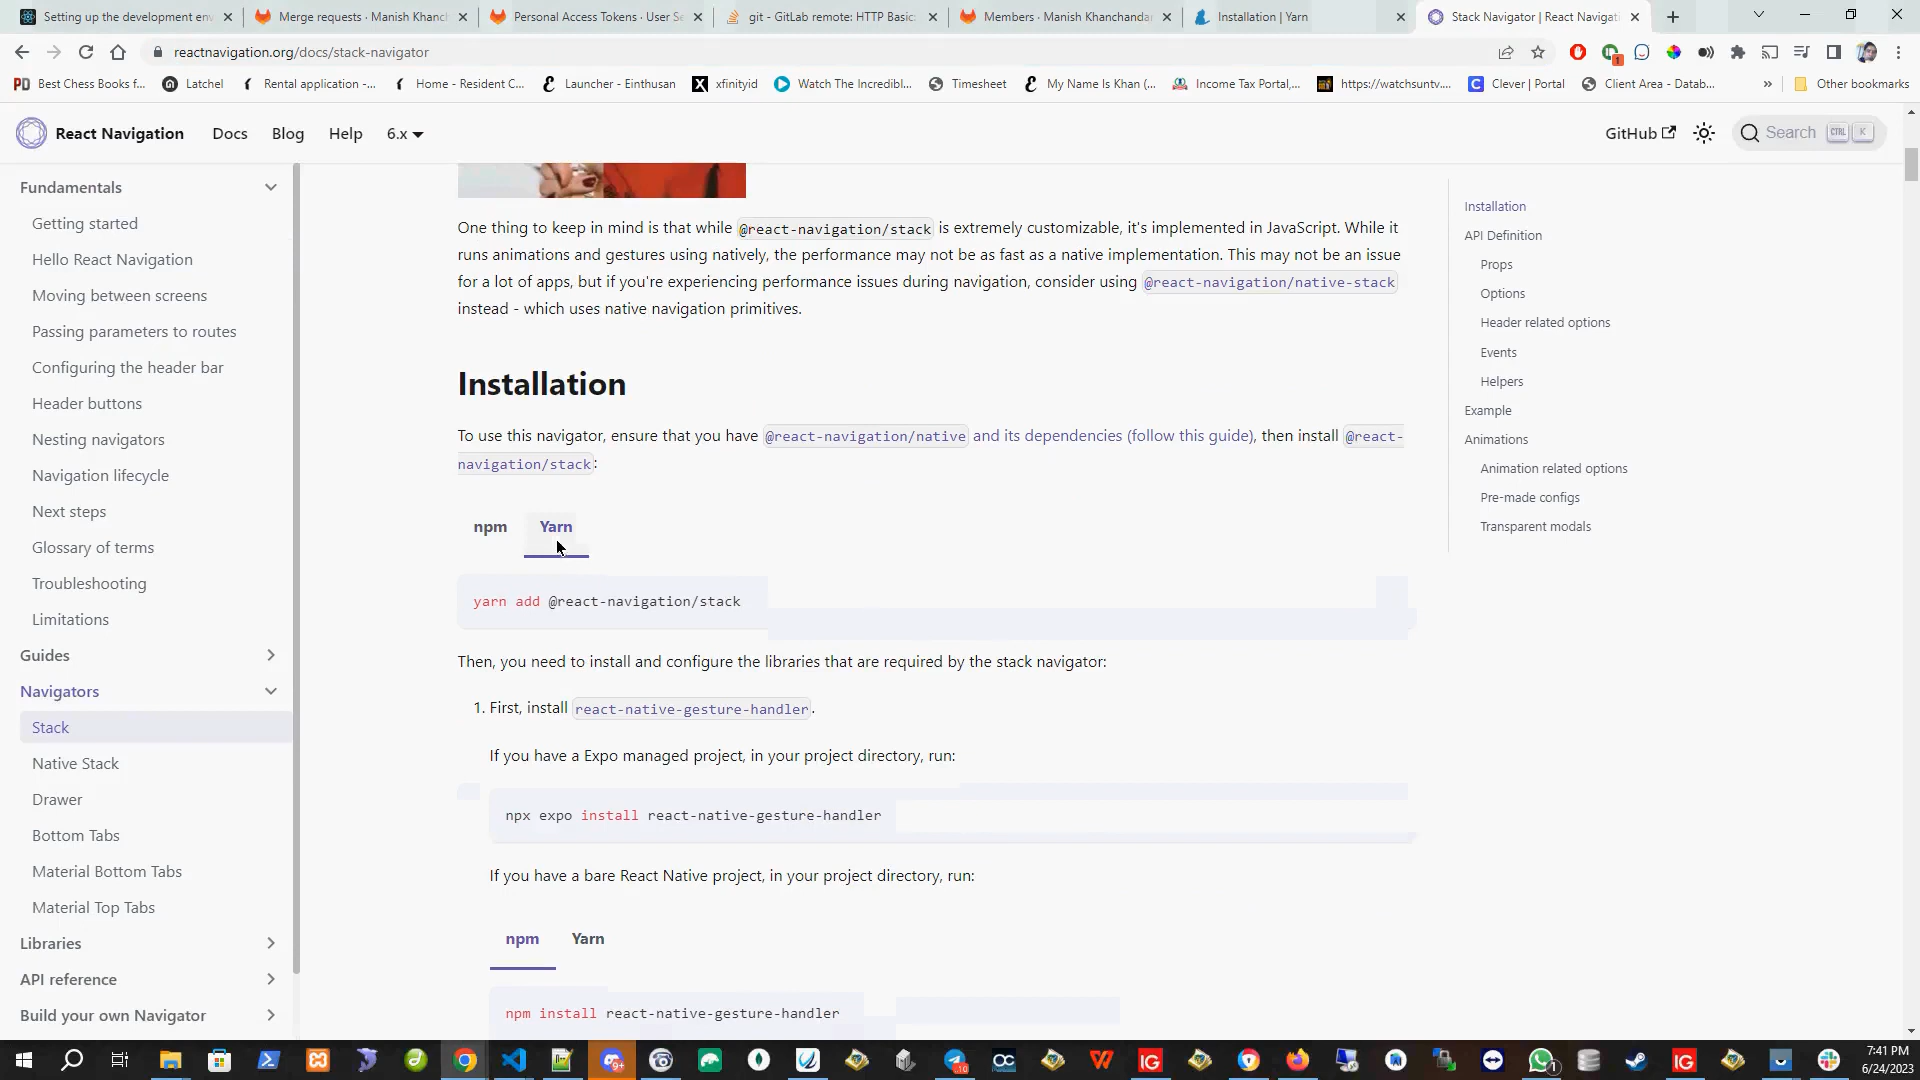 Setting up the development env
Merge requests · Manish Khanch
Personal Access Tokens · User Se
git - GitLab remote: HTTP Basic:
Members · Manish Khanchandan
Installation | Yarn
Stack Navigator | React Navigati
reactnavigation.org/docs/stack-navigator
Best Chess Books f...
Latchel
Rental application -...
Home - Resident C...
Launcher - Einthusan
xfinityid
Watch The Incredibl...
Timesheet
My Name Is Khan (...
Income Tax Portal,...
https://watchsuntv....
Clever | Portal
Client Area - Datab...
»
Other bookmarks
React Navigation
Docs
Blog
Help
6.x
GitHub
Search
CTRL
K
Fundamentals
Getting started
Hello React Navigation
Moving between screens
Passing parameters to routes
Configuring the header bar
Header buttons
Nesting navigators
Navigation lifecycle
Next steps
Glossary of terms
Troubleshooting
Limitations
Guides
Navigators
Stack
Native Stack
Drawer
Bottom Tabs
Material Bottom Tabs
Material Top Tabs
Libraries
API reference
Build your own Navigator
One thing to keep in mind is that while @react-navigation/stack is extremely customizable, it's implemented in JavaScript. While it
runs animations and gestures using natively, the performance may not be as fast as a native implementation. This may not be an issue
for a lot of apps, but if you're experiencing performance issues during navigation, consider using @react-navigation/native-stack
instead - which uses native navigation primitives.
Installation
To use this navigator, ensure that you have @react-navigation/native and its dependencies (follow this guide), then install @react-
navigation/stack:
npm
Yarn
yarn add @react-navigation/stack
Then, you need to install and configure the libraries that are required by the stack navigator:
1. First, install react-native-gesture-handler.
If you have a Expo managed project, in your project directory, run:
npx expo install react-native-gesture-handler
If you have a bare React Native project, in your project directory, run:
npm
Yarn
npm install react-native-gesture-handler
Installation
API Definition
Props
Options
Header related options
Events
Helpers
Example
Animations
Animation related options
Pre-made configs
Transparent modals
7:41 PM
6/24/2023